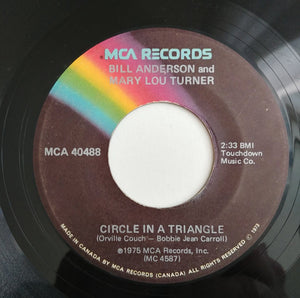 MCA RECORDS
BILL ANDERSON and
MARY LOU TURNER
MCA 40488
2:33 BMI
Touchdown
Music Co.
CIRCLE IN A TRIANGLE
(Orville Couch - Bobbie Jean Carroll)
℗1975 MCA Records, Inc.
(MC 4587)
MADE IN CANADA BY MCA RECORDS (CANADA) ALL RIGHTS RESERVED